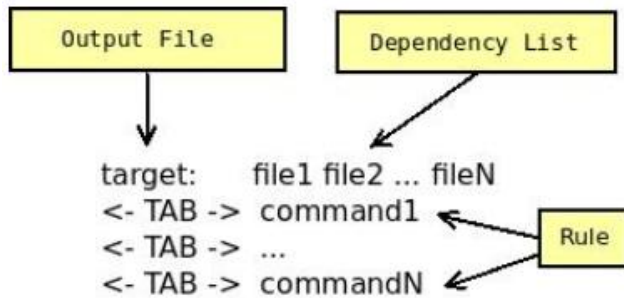 Output File
Dependency List
target: file1 file2 ... fileN
<- TAB -> command1
<- TAB -> ...
<- TAB -> commandN
Rule